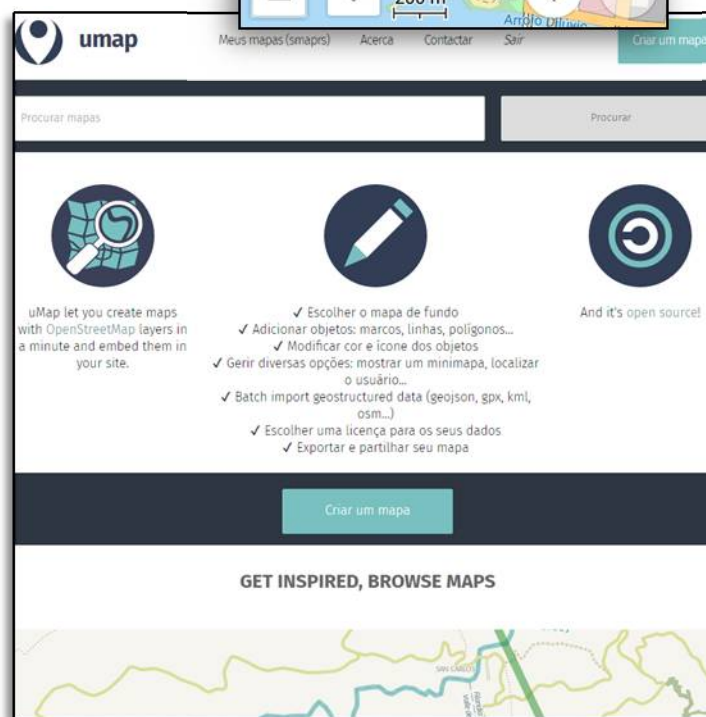 200 m
Arroio Dilúvio
umap
Meus mapas (smaprs) Acerca Contactar Sair Criar um mapa
Procurar mapas Procurar
uMap let you create maps
with OpenStreetMap layers in
a minute and embed them in
your site.
✓ Escolher o mapa de fundo
✓ Adicionar objetos: marcos, linhas, polígonos...
✓ Modificar cor e ícone dos objetos
✓ Gerir diversas opções: mostrar um minimapa, localizar
o usuário...
✓ Batch import geostructured data (geojson, gpx, kml,
osm...)
✓ Escolher uma licença para os seus dados
✓ Exportar e partilhar seu mapa
And it's open source!
Criar um mapa
GET INSPIRED, BROWSE MAPS
SAN CARLOS